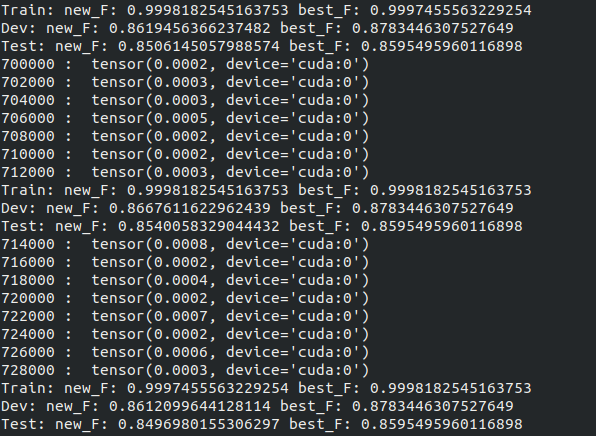 Train: new_F: 0.9998182545163753 best_F: 0.9997455563229254
Dev: new_F: 0.8619456366237482 best_F: 0.8783446307527649
Test: new_F: 0.8506145057988574 best_F: 0.8595495960116898
700000 :  tensor(0.0002, device='cuda:0')
702000 :  tensor(0.0003, device='cuda:0')
704000 :  tensor(0.0003, device='cuda:0')
706000 :  tensor(0.0005, device='cuda:0')
708000 :  tensor(0.0002, device='cuda:0')
710000 :  tensor(0.0002, device='cuda:0')
712000 :  tensor(0.0003, device='cuda:0')
Train: new_F: 0.9998182545163753 best_F: 0.9998182545163753
Dev: new_F: 0.8667611622962439 best_F: 0.8783446307527649
Test: new_F: 0.8540058329044432 best_F: 0.8595495960116898
714000 :  tensor(0.0008, device='cuda:0')
716000 :  tensor(0.0002, device='cuda:0')
718000 :  tensor(0.0004, device='cuda:0')
720000 :  tensor(0.0002, device='cuda:0')
722000 :  tensor(0.0007, device='cuda:0')
724000 :  tensor(0.0002, device='cuda:0')
726000 :  tensor(0.0006, device='cuda:0')
728000 :  tensor(0.0003, device='cuda:0')
Train: new_F: 0.9997455563229254 best_F: 0.9998182545163753
Dev: new_F: 0.8612099644128114 best_F: 0.8783446307527649
Test: new_F: 0.8496980155306297 best_F: 0.8595495960116898